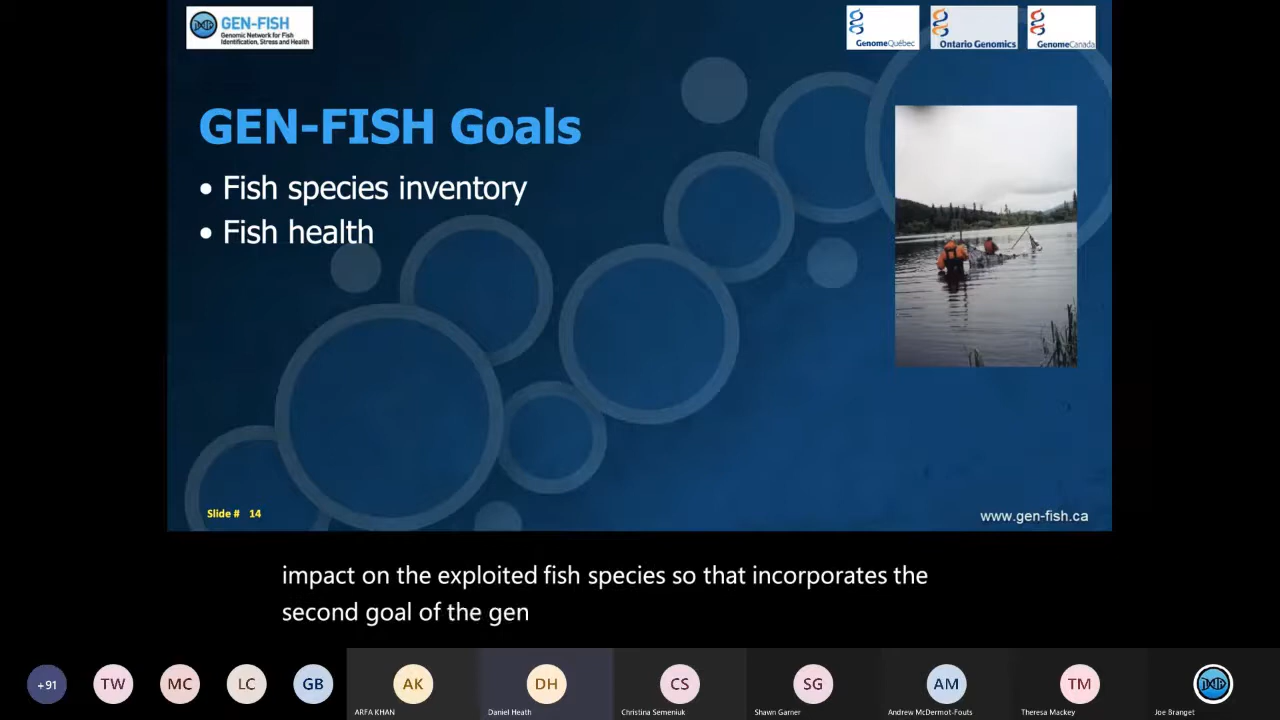 GEN-FISH
Genomic Network for Fish
Identification, Stress and Health
GenomeQuébec
Ontario Genomics
GenomeCanada
GEN-FISH Goals
• Fish species inventory
• Fish health
Slide # 14
www.gen-fish.ca
impact on the exploited fish species so that incorporates the
second goal of the gen
+91
TW
MC
LC
GB
AK
DH
CS
SG
AM
TM
ARFA KHAN
Daniel Heath
Christina Semeniuk
Shawn Garner
Andrew McDermot-Fouts
Theresa Mackey
Joe Branget